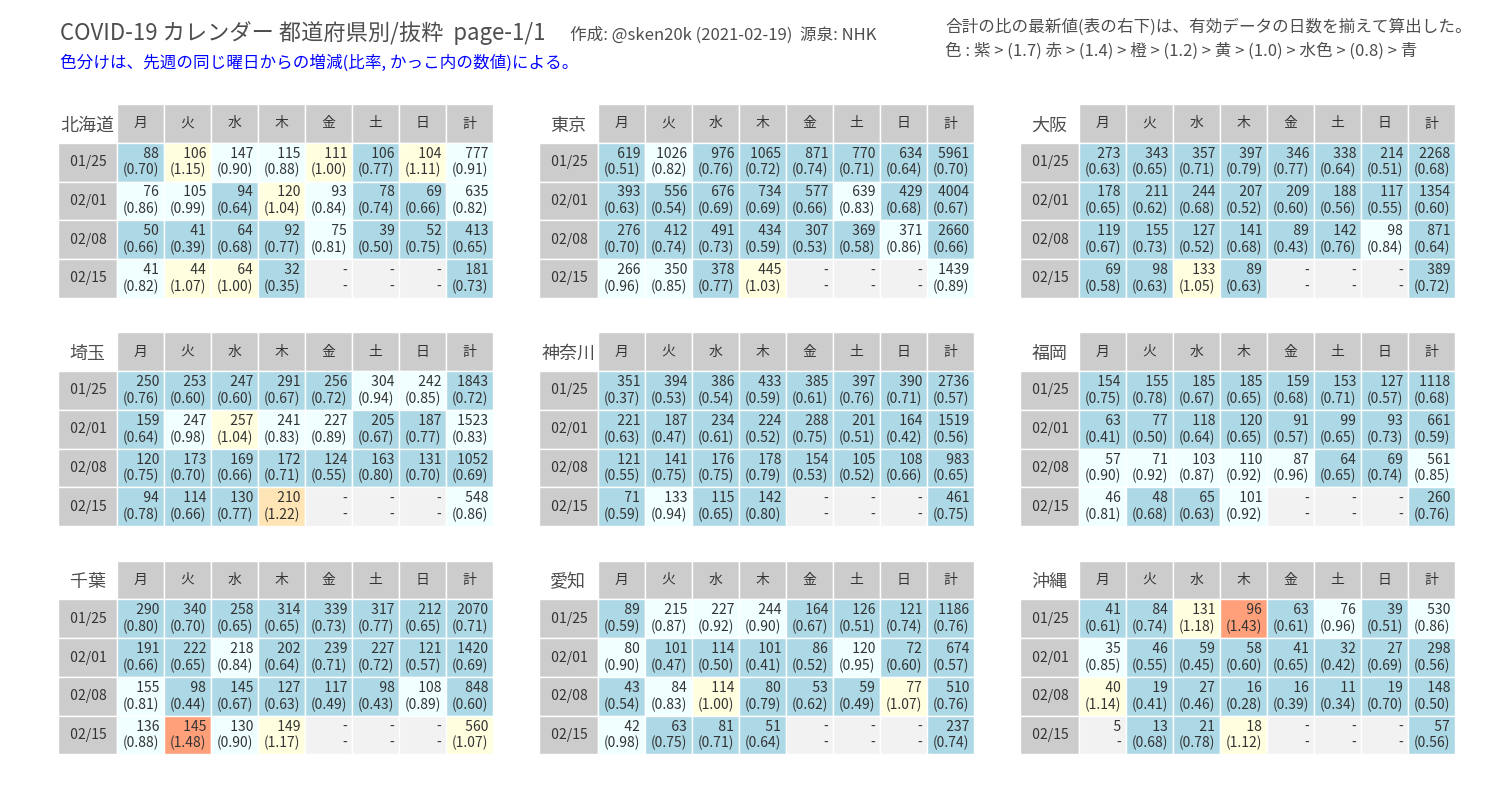 COVID-19 カレンダー 都道府県別/抜粋 page-1/1 作成: @sken20k (2021-02-19) 源泉: NHK
合計の比の最新値(表の右下)は、有効データの日数を揃えて算出した。
色分けは、先週の同じ曜日からの増減(比率, かっこ内の数値)による。
色 : 紫 > (1.7) 赤 > (1.4) 橙 > (1.2) > 黄 > (1.0) > 水色 > (0.8) > 青
北海道 月 火 水 木 金 土 日 計
01/25 88 106 147 115 111 106 104 777
(0.70) (1.15) (0.90) (0.88) (1.00) (0.77) (1.11) (0.91)
02/01 76 105 94 120 93 78 69 635
(0.86) (0.99) (0.64) (1.04) (0.84) (0.74) (0.66) (0.82)
02/08 50 41 64 92 75 39 52 413
(0.66) (0.39) (0.68) (0.77) (0.81) (0.50) (0.75) (0.65)
02/15 41 44 64 32 - - - 181
(0.82) (1.07) (1.00) (0.35) - - - (0.73)
東京 月 火 水 木 金 土 日 計
01/25 619 1026 976 1065 871 770 634 5961
(0.51) (0.82) (0.76) (0.72) (0.74) (0.71) (0.64) (0.70)
02/01 393 556 676 734 577 639 429 4004
(0.63) (0.54) (0.69) (0.69) (0.66) (0.83) (0.68) (0.67)
02/08 276 412 491 434 307 369 371 2660
(0.70) (0.74) (0.73) (0.59) (0.53) (0.58) (0.86) (0.66)
02/15 266 350 378 445 - - - 1439
(0.96) (0.85) (0.77) (1.03) - - - (0.89)
大阪 月 火 水 木 金 土 日 計
01/25 273 343 357 397 346 338 214 2268
(0.63) (0.65) (0.71) (0.79) (0.77) (0.64) (0.51) (0.68)
02/01 178 211 244 207 209 188 117 1354
(0.65) (0.62) (0.68) (0.52) (0.60) (0.56) (0.55) (0.60)
02/08 119 155 127 141 89 142 98 871
(0.67) (0.73) (0.52) (0.68) (0.43) (0.76) (0.84) (0.64)
02/15 69 98 133 89 - - - 389
(0.58) (0.63) (1.05) (0.63) - - - (0.72)
埼玉 月 火 水 木 金 土 日 計
01/25 250 253 247 291 256 304 242 1843
(0.76) (0.60) (0.60) (0.67) (0.72) (0.94) (0.85) (0.72)
02/01 159 247 257 241 227 205 187 1523
(0.64) (0.98) (1.04) (0.83) (0.89) (0.67) (0.77) (0.83)
02/08 120 173 169 172 124 163 131 1052
(0.75) (0.70) (0.66) (0.71) (0.55) (0.80) (0.70) (0.69)
02/15 94 114 130 210 - - - 548
(0.78) (0.66) (0.77) (1.22) - - - (0.86)
神奈川 月 火 水 木 金 土 日 計
01/25 351 394 386 433 385 397 390 2736
(0.37) (0.53) (0.54) (0.59) (0.61) (0.76) (0.71) (0.57)
02/01 221 187 234 224 288 201 164 1519
(0.63) (0.47) (0.61) (0.52) (0.75) (0.51) (0.42) (0.56)
02/08 121 141 176 178 154 105 108 983
(0.55) (0.75) (0.75) (0.79) (0.53) (0.52) (0.66) (0.65)
02/15 71 133 115 142 - - - 461
(0.59) (0.94) (0.65) (0.80) - - - (0.75)
福岡 月 火 水 木 金 土 日 計
01/25 154 155 185 185 159 153 127 1118
(0.75) (0.78) (0.67) (0.65) (0.68) (0.71) (0.57) (0.68)
02/01 63 77 118 120 91 99 93 661
(0.41) (0.50) (0.64) (0.65) (0.57) (0.65) (0.73) (0.59)
02/08 57 71 103 110 87 64 69 561
(0.90) (0.92) (0.87) (0.92) (0.96) (0.65) (0.74) (0.85)
02/15 46 48 65 101 - - - 260
(0.81) (0.68) (0.63) (0.92) - - - (0.76)
千葉 月 火 水 木 金 土 日 計
01/25 290 340 258 314 339 317 212 2070
(0.80) (0.70) (0.65) (0.65) (0.73) (0.77) (0.65) (0.71)
02/01 191 222 218 202 239 227 121 1420
(0.66) (0.65) (0.84) (0.64) (0.71) (0.72) (0.57) (0.69)
02/08 155 98 145 127 117 98 108 848
(0.81) (0.44) (0.67) (0.63) (0.49) (0.43) (0.89) (0.60)
02/15 136 145 130 149 - - - 560
(0.88) (1.48) (0.90) (1.17) - - - (1.07)
愛知 月 火 水 木 金 土 日 計
01/25 89 215 227 244 164 126 121 1186
(0.59) (0.87) (0.92) (0.90) (0.67) (0.51) (0.74) (0.76)
02/01 80 101 114 101 86 120 72 674
(0.90) (0.47) (0.50) (0.41) (0.52) (0.95) (0.60) (0.57)
02/08 43 84 114 80 53 59 77 510
(0.54) (0.83) (1.00) (0.79) (0.62) (0.49) (1.07) (0.76)
02/15 42 63 81 51 - - - 237
(0.98) (0.75) (0.71) (0.64) - - - (0.74)
沖縄 月 火 水 木 金 土 日 計
01/25 41 84 131 96 63 76 39 530
(0.61) (0.74) (1.18) (1.43) (0.61) (0.96) (0.51) (0.86)
02/01 35 46 59 58 41 32 27 298
(0.85) (0.55) (0.45) (0.60) (0.65) (0.42) (0.69) (0.56)
02/08 40 19 27 16 16 11 19 148
(1.14) (0.41) (0.46) (0.28) (0.39) (0.34) (0.70) (0.50)
02/15 5 13 21 18 - - - 57
- (0.68) (0.78) (1.12) - - - (0.56)